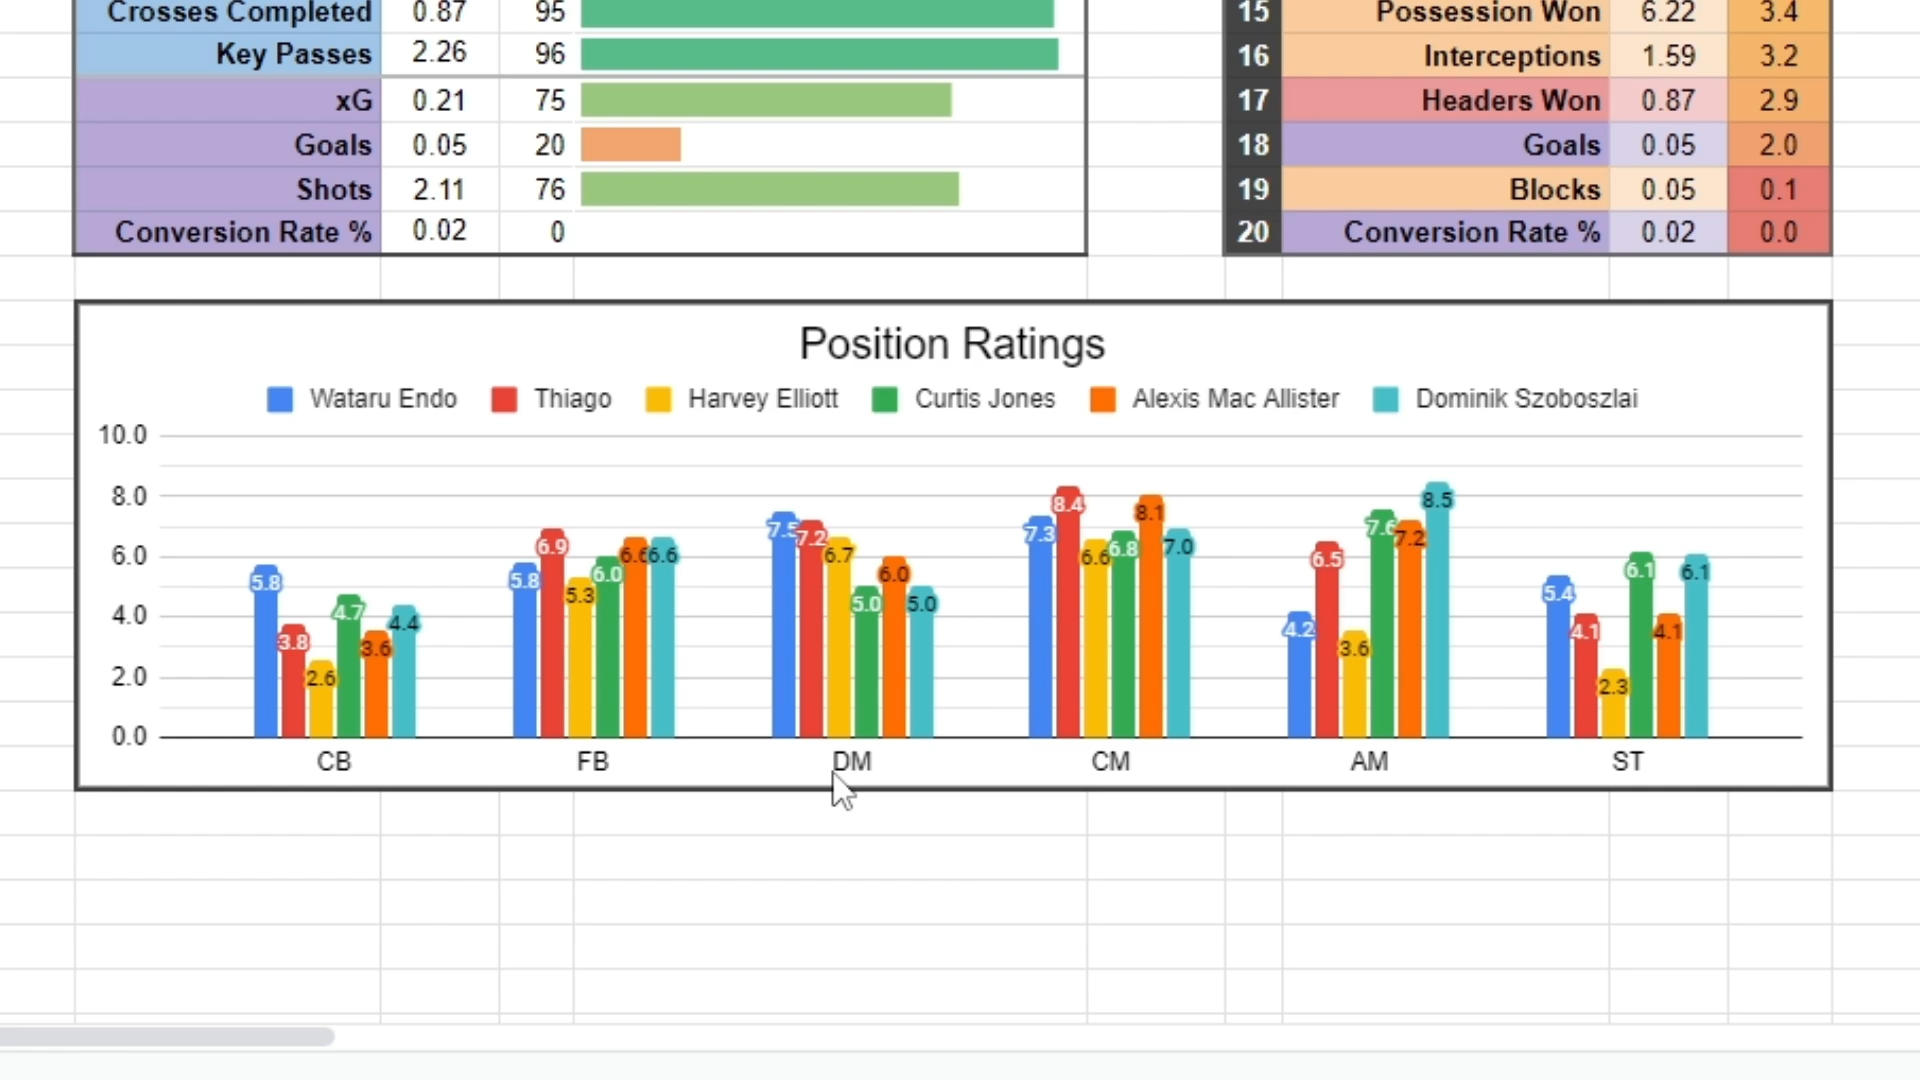 Crosses Completed 0.87 95
Key Passes 2.26 96
xG 0.21 75
Goals 0.05 20
Shots 2.11 76
Conversion Rate % 0.02 0
15 Possession Won 6.22 3.4
16 Interceptions 1.59 3.2
17 Headers Won 0.87 2.9
18 Goals 0.05 2.0
19 Blocks 0.05 0.1
20 Conversion Rate % 0.02 0.0
Position Ratings
Wataru Endo Thiago Harvey Elliott Curtis Jones Alexis Mac Allister Dominik Szoboszlai
10.0
8.0
6.0
4.0
2.0
0.0
5.8 3.8 2.6 4.7 3.6 4.4
5.8 6.9 5.3 6.0 6.6 6.6
7.5 7.2 6.7 5.0 6.0 5.0
7.3 8.4 6.6 6.8 8.1 7.0
4.2 6.5 3.6 7.6 7.2 8.5
5.4 4.1 2.3 6.1 4.1 6.1
CB FB DM CM AM ST